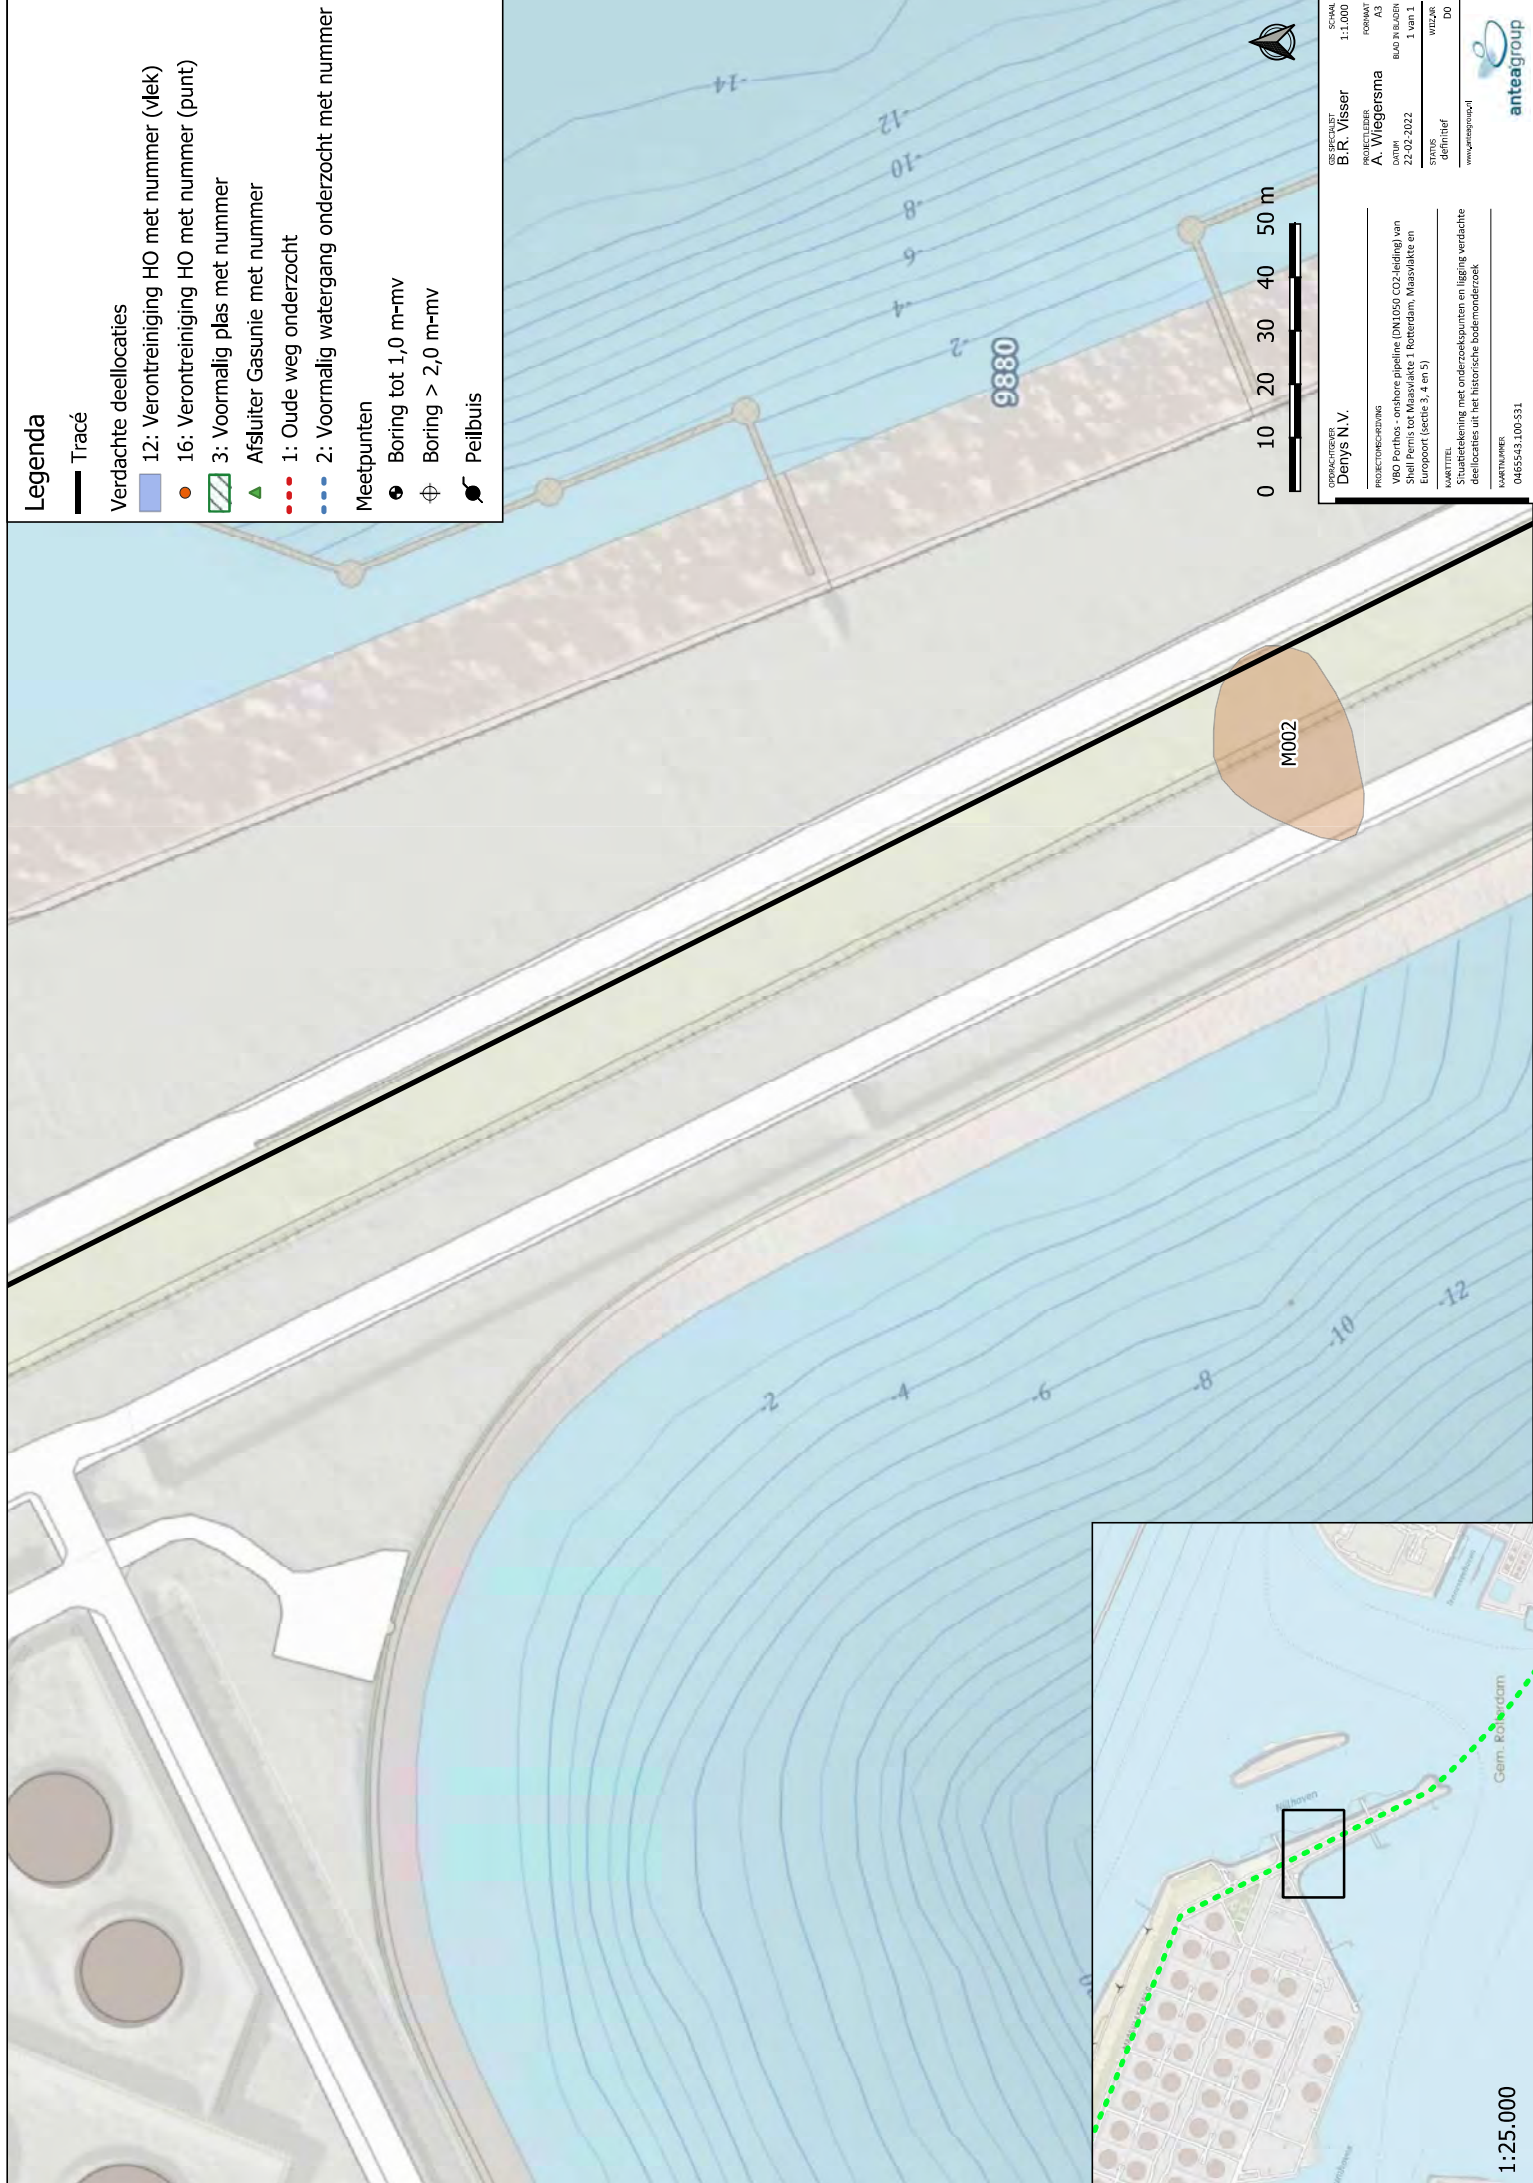 Legenda
Tracé
Verdachte deellocaties
12: Verontreiniging HO met nummer (vlek)
16: Verontreiniging HO met nummer (punt)
3: Voormalig plas met nummer
Afsluiter Gasunie met nummer
1: Oude weg onderzocht
2: Voormalig watergang onderzocht met nummer
Meetpunten
Boring tot 1,0 m-mv
Boring > 2,0 m-mv
Peilbuis
-14
-12
-10
-8
-6
-4
-2
9880
M002
-2
-4
-6
-8
-10
-12
0 10 20 30 40 50 m
OPDRACHTGEVER
Denys N.V.
PROJECTOMSCHRIJVING
VBO Porthos - onshore pipeline (DN1050 CO2-leiding) van
Shell Pernis tot Maasvlakte 1 Rotterdam, Maasvlakte en
Europoort (sectie 3, 4 en 5)
KAARTTITEL
Situatietekening met onderzoekspunten en ligging verdachte
deellocaties uit het historische bodemonderzoek
KAARTNUMMER
0465543.100-S31
GIS SPECIALIST
B.R. Visser
SCHAAL
1:1.000
PROJECTLEIDER
A. Wiegersma
FORMAAT
A3
DATUM
22-02-2022
BLAD IN BLADEN
1 van 1
STATUS
definitief
WIJZ.NR
D0
www.anteagroup.nl
anteagroup
Gem. Rotterdam
1:25.000